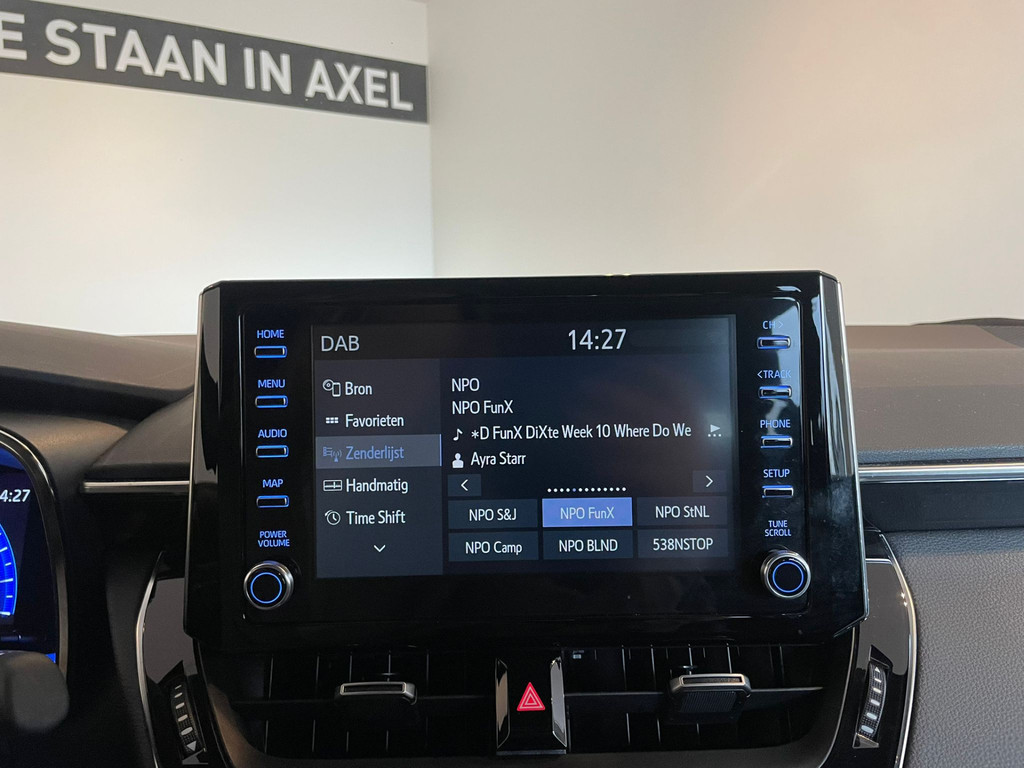 E STAAN IN AXEL
HOME
MENU
AUDIO
MAP
POWER
VOLUME
DAB
14:27
Bron
Favorieten
Zenderlijst
Handmatig
Time Shift
NPO
NPO FunX
*D FunX DiXte Week 10 Where Do We
Ayra Starr
NPO S&J
NPO FunX
NPO StNL
NPO Camp
NPO BLND
538NSTOP
CH>
<TRACK
PHONE
SETUP
TUNE
SCROLL
4:27